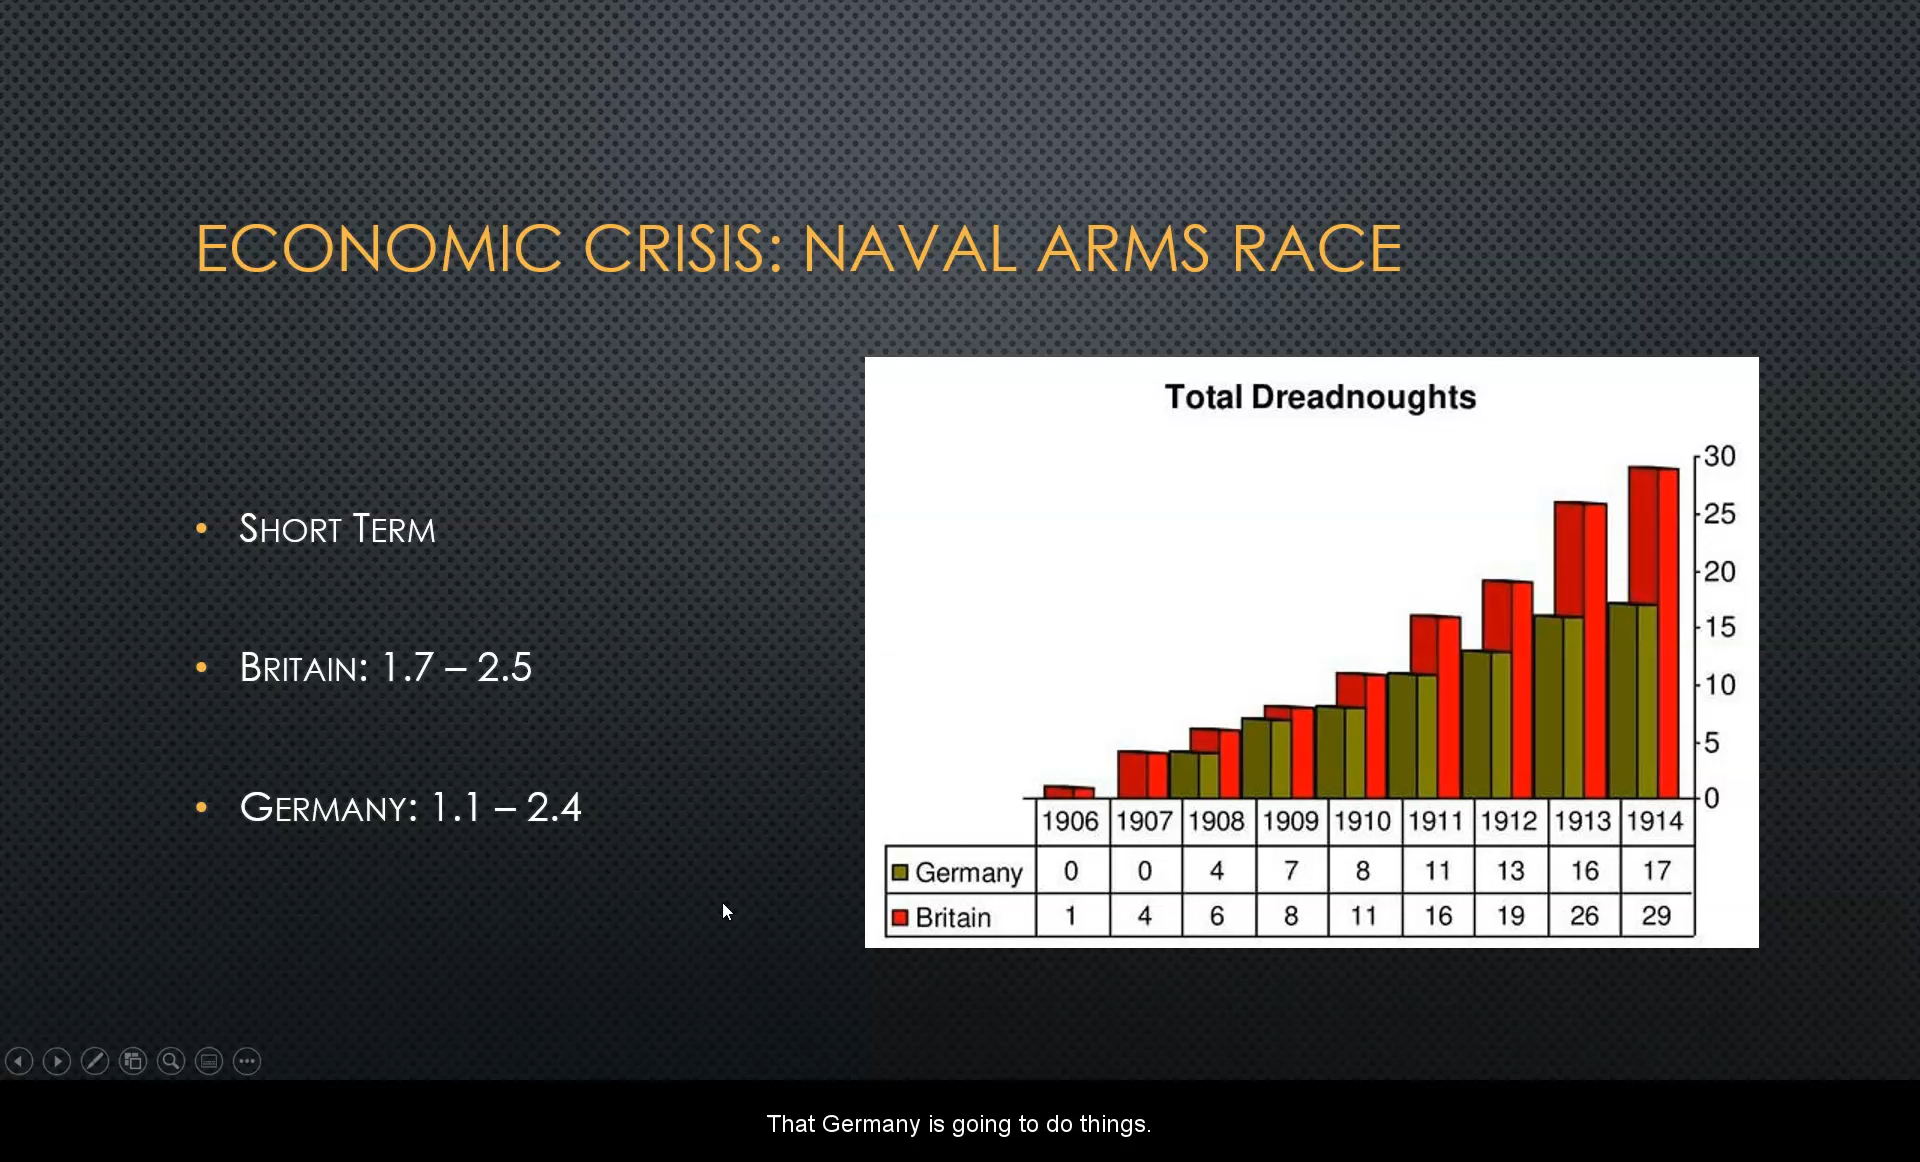 ECONOMIC CRISIS: NAVAL ARMS RACE
• SHORT TERM
• BRITAIN: 1.7 – 2.5
• GERMANY: 1.1 – 2.4
Total Dreadnoughts
30
25
20
15
10
5
0
1906 1907 1908 1909 1910 1911 1912 1913 1914
Germany 0 0 4 7 8 11 13 16 17
Britain 1 4 6 8 11 16 19 26 29
That Germany is going to do things.